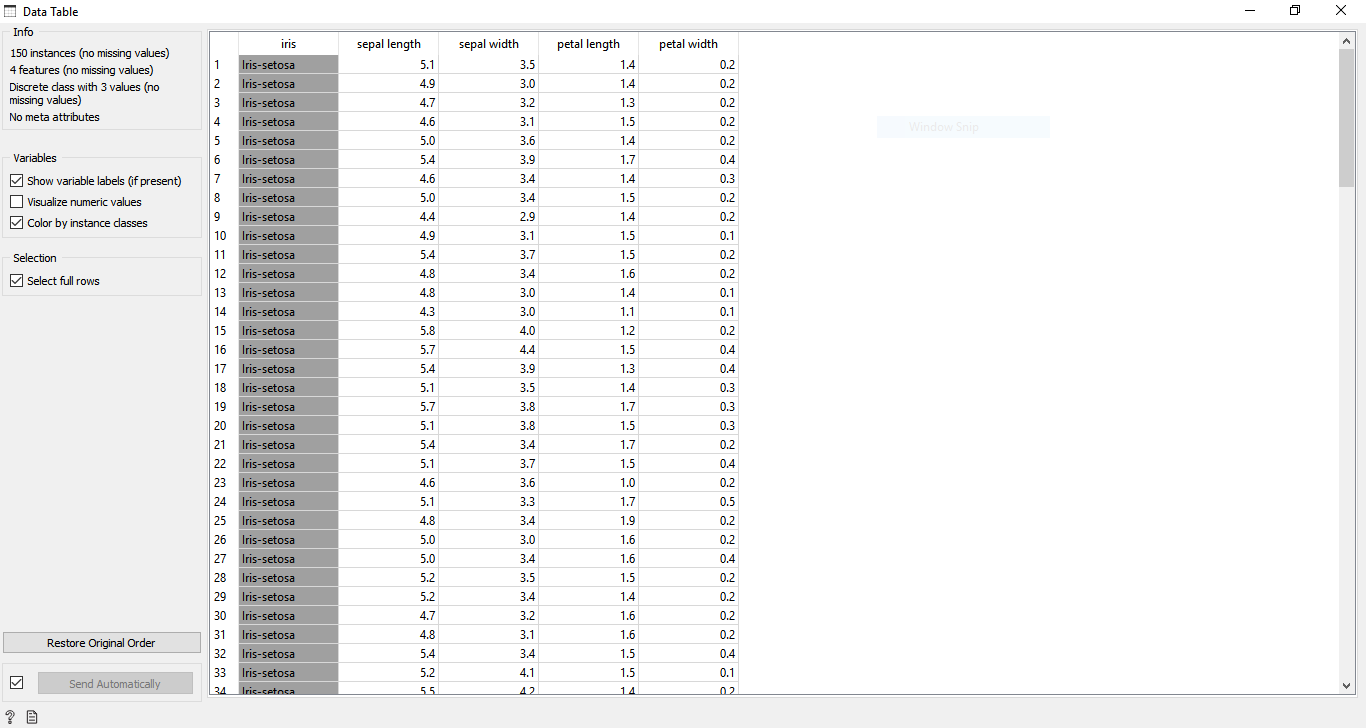 Data Table
Info
150 instances (no missing values)
4 features (no missing values)
Discrete class with 3 values (no
missing values)
No meta attributes
Variables
Show variable labels (if present)
Visualize numeric values
Color by instance classes
Selection
Select full rows
Restore Original Order
Send Automatically
iris sepal length sepal width petal length petal width
1 Iris-setosa 5.1 3.5 1.4 0.2
2 Iris-setosa 4.9 3.0 1.4 0.2
3 Iris-setosa 4.7 3.2 1.3 0.2
4 Iris-setosa 4.6 3.1 1.5 0.2
5 Iris-setosa 5.0 3.6 1.4 0.2
6 Iris-setosa 5.4 3.9 1.7 0.4
7 Iris-setosa 4.6 3.4 1.4 0.3
8 Iris-setosa 5.0 3.4 1.5 0.2
9 Iris-setosa 4.4 2.9 1.4 0.2
10 Iris-setosa 4.9 3.1 1.5 0.1
11 Iris-setosa 5.4 3.7 1.5 0.2
12 Iris-setosa 4.8 3.4 1.6 0.2
13 Iris-setosa 4.8 3.0 1.4 0.1
14 Iris-setosa 4.3 3.0 1.1 0.1
15 Iris-setosa 5.8 4.0 1.2 0.2
16 Iris-setosa 5.7 4.4 1.5 0.4
17 Iris-setosa 5.4 3.9 1.3 0.4
18 Iris-setosa 5.1 3.5 1.4 0.3
19 Iris-setosa 5.7 3.8 1.7 0.3
20 Iris-setosa 5.1 3.8 1.5 0.3
21 Iris-setosa 5.4 3.4 1.7 0.2
22 Iris-setosa 5.1 3.7 1.5 0.4
23 Iris-setosa 4.6 3.6 1.0 0.2
24 Iris-setosa 5.1 3.3 1.7 0.5
25 Iris-setosa 4.8 3.4 1.9 0.2
26 Iris-setosa 5.0 3.0 1.6 0.2
27 Iris-setosa 5.0 3.4 1.6 0.4
28 Iris-setosa 5.2 3.5 1.5 0.2
29 Iris-setosa 5.2 3.4 1.4 0.2
30 Iris-setosa 4.7 3.2 1.6 0.2
31 Iris-setosa 4.8 3.1 1.6 0.2
32 Iris-setosa 5.4 3.4 1.5 0.4
33 Iris-setosa 5.2 4.1 1.5 0.1
34 Iris-setosa 5.5 4.2 1.4 0.2
Window Snip